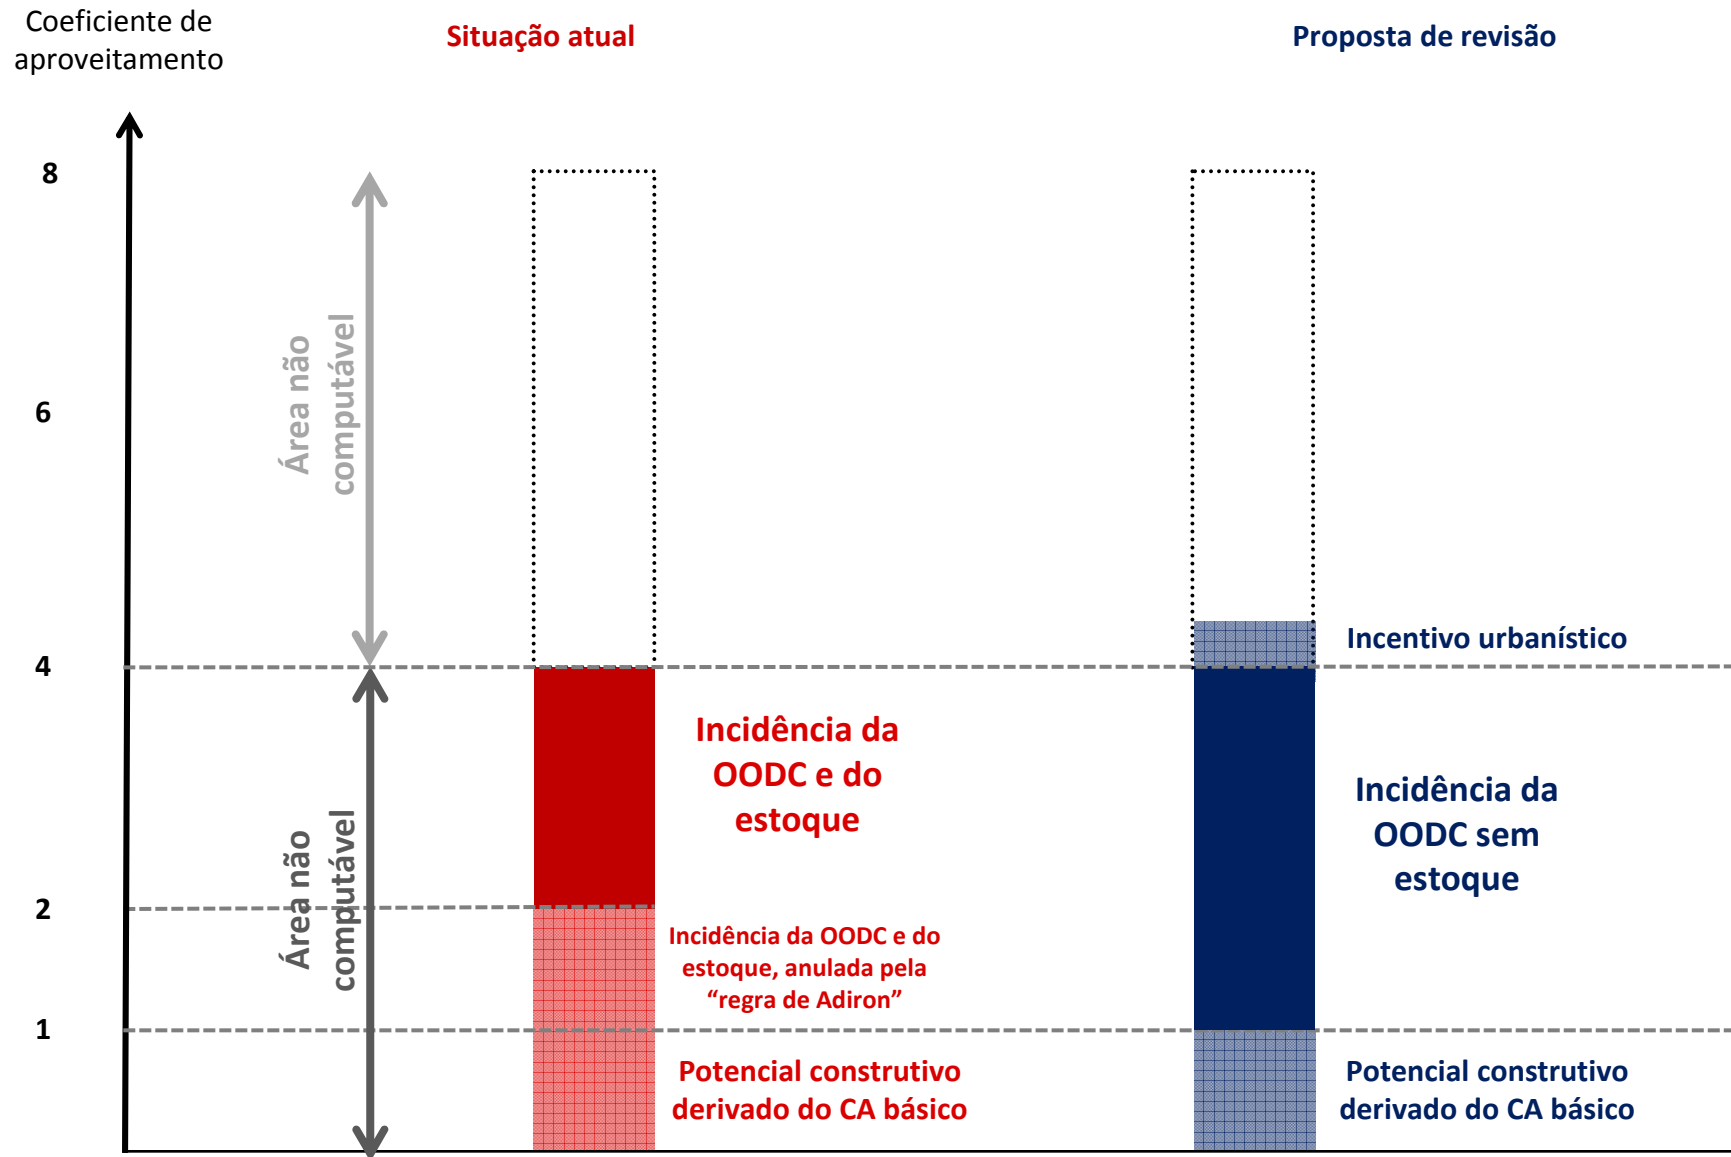 Coeficiente de
aproveitamento
Situação atual
Proposta de revisão
8
6
4
2
1
Área não
computável
Área não
computável
Incidência da
OODC e do
estoque
Incidência da OODC e do
estoque, anulada pela
“regra de Adiron”
Potencial construtivo
derivado do CA básico
Incentivo urbanístico
Incidência da
OODC sem
estoque
Potencial construtivo
derivado do CA básico